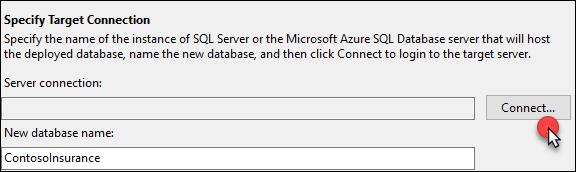 Specify Target Connection
Specify the name of the instance of SQL Server or the Microsoft Azure SQL Database server that will host
the deployed database, name the new database, and then click Connect to login to the target server.
Server connection:
Connect...
New database name:
ContosoInsurance